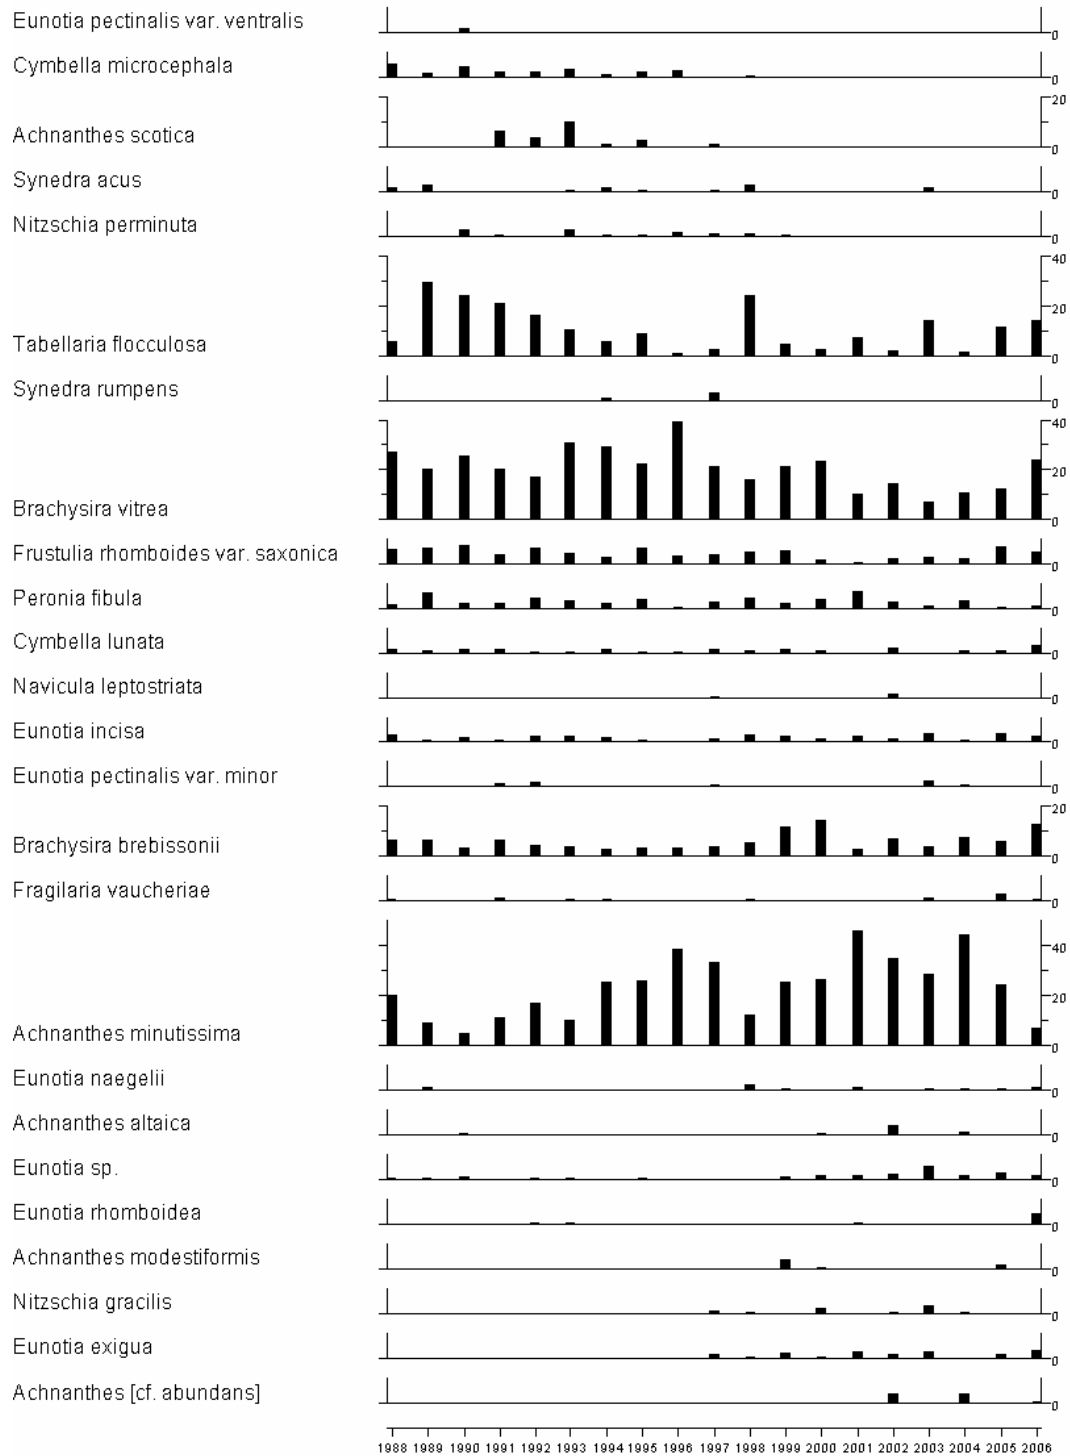 Eunotia pectinalis var. ventralis
0
Cymbella microcephala
0
20
Achnanthes scotica
0
Synedra acus
0
Nitzschia perminuta
0
40
20
Tabellaria flocculosa
0
Synedra rumpens
0
40
20
Brachysira vitrea
0
Frustulia rhomboides var. saxonica
0
Peronia fibula
0
Cymbella lunata
0
Navicula leptostriata
0
Eunotia incisa
0
Eunotia pectinalis var. minor
0
20
Brachysira brebissonii
0
Fragilaria vaucheriae
0
40
20
Achnanthes minutissima
0
Eunotia naegelii
0
Achnanthes altaica
0
Eunotia sp.
0
Eunotia rhomboidea
0
Achnanthes modestiformis
0
Nitzschia gracilis
0
Eunotia exigua
0
Achnanthes [cf. abundans]
0
1988 1989 1990 1991 1992 1993 1994 1995 1996 1997 1998 1999 2000 2001 2002 2003 2004 2005 2006